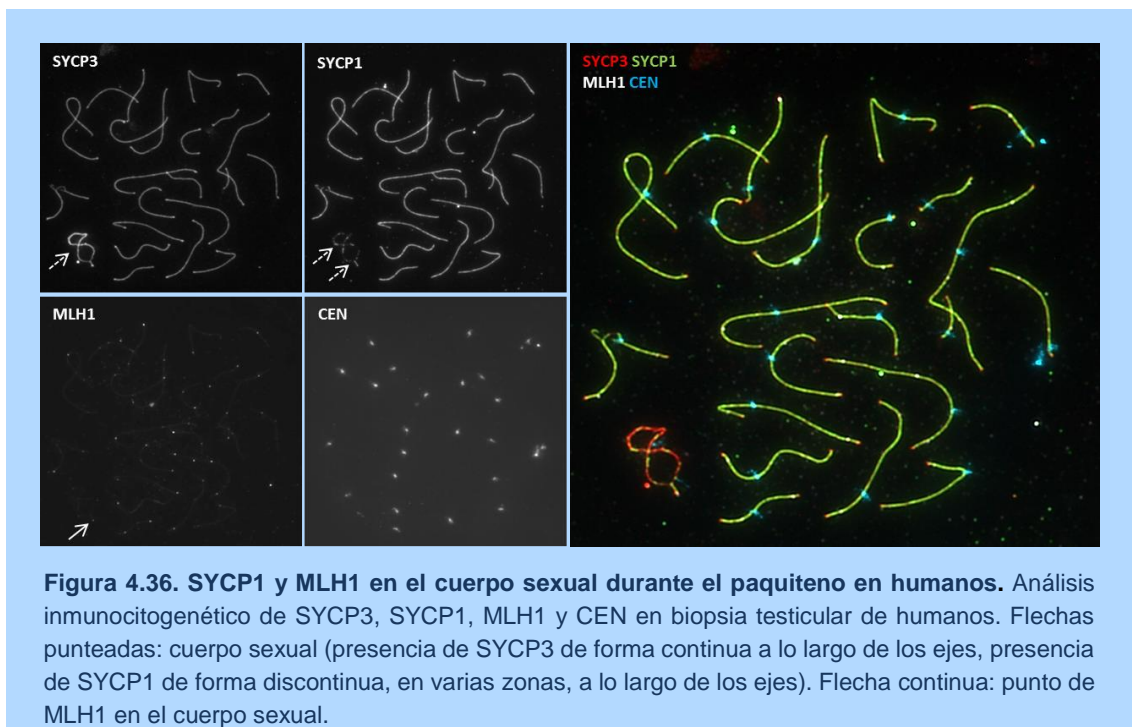 SYCP3
SYCP1
SYCP3 SYCP1
MLH1 CEN
MLH1
CEN
Figura 4.36. SYCP1 y MLH1 en el cuerpo sexual durante el paquiteno en humanos. Análisis
inmunocitogenético de SYCP3, SYCP1, MLH1 y CEN en biopsia testicular de humanos. Flechas
punteadas: cuerpo sexual (presencia de SYCP3 de forma continua a lo largo de los ejes, presencia
de SYCP1 de forma discontinua, en varias zonas, a lo largo de los ejes). Flecha continua: punto de
MLH1 en el cuerpo sexual.